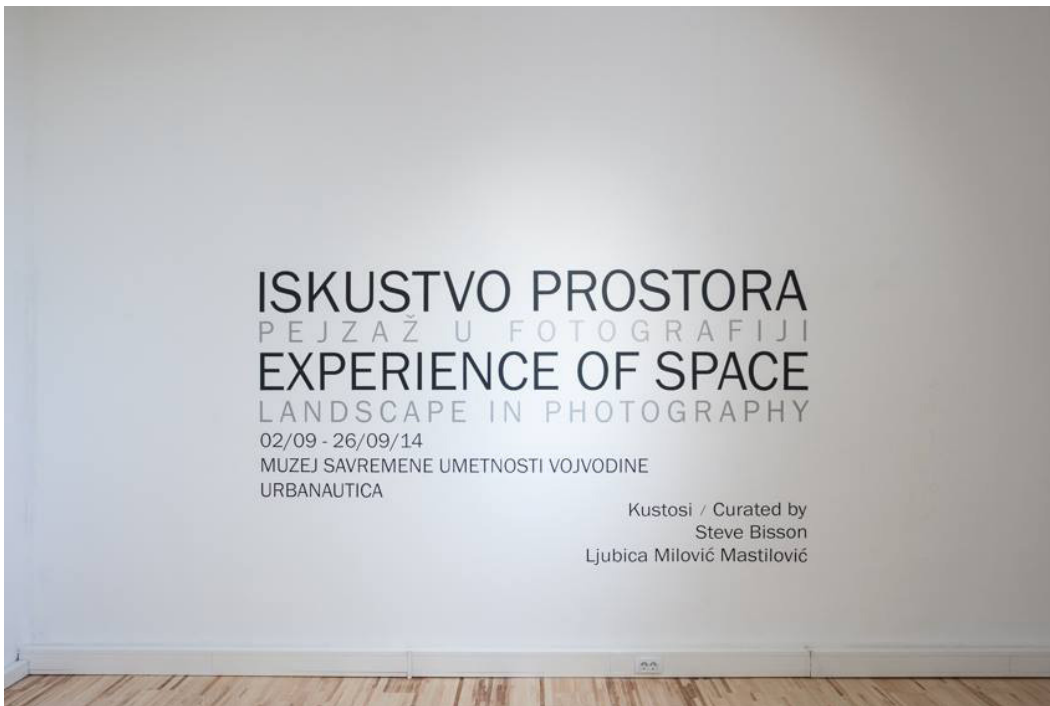 ISKUSTVO PROSTORA
PEJZAŽ U FOTOGRAFIJI
EXPERIENCE OF SPACE
LANDSCAPE IN PHOTOGRAPHY
02/09 - 26/09/14
MUZEJ SAVREMENE UMETNOSTI VOJVODINE
URBANAUTICA
Kustosi / Curated by
Steve Bisson
Ljubica Milović Mastilović